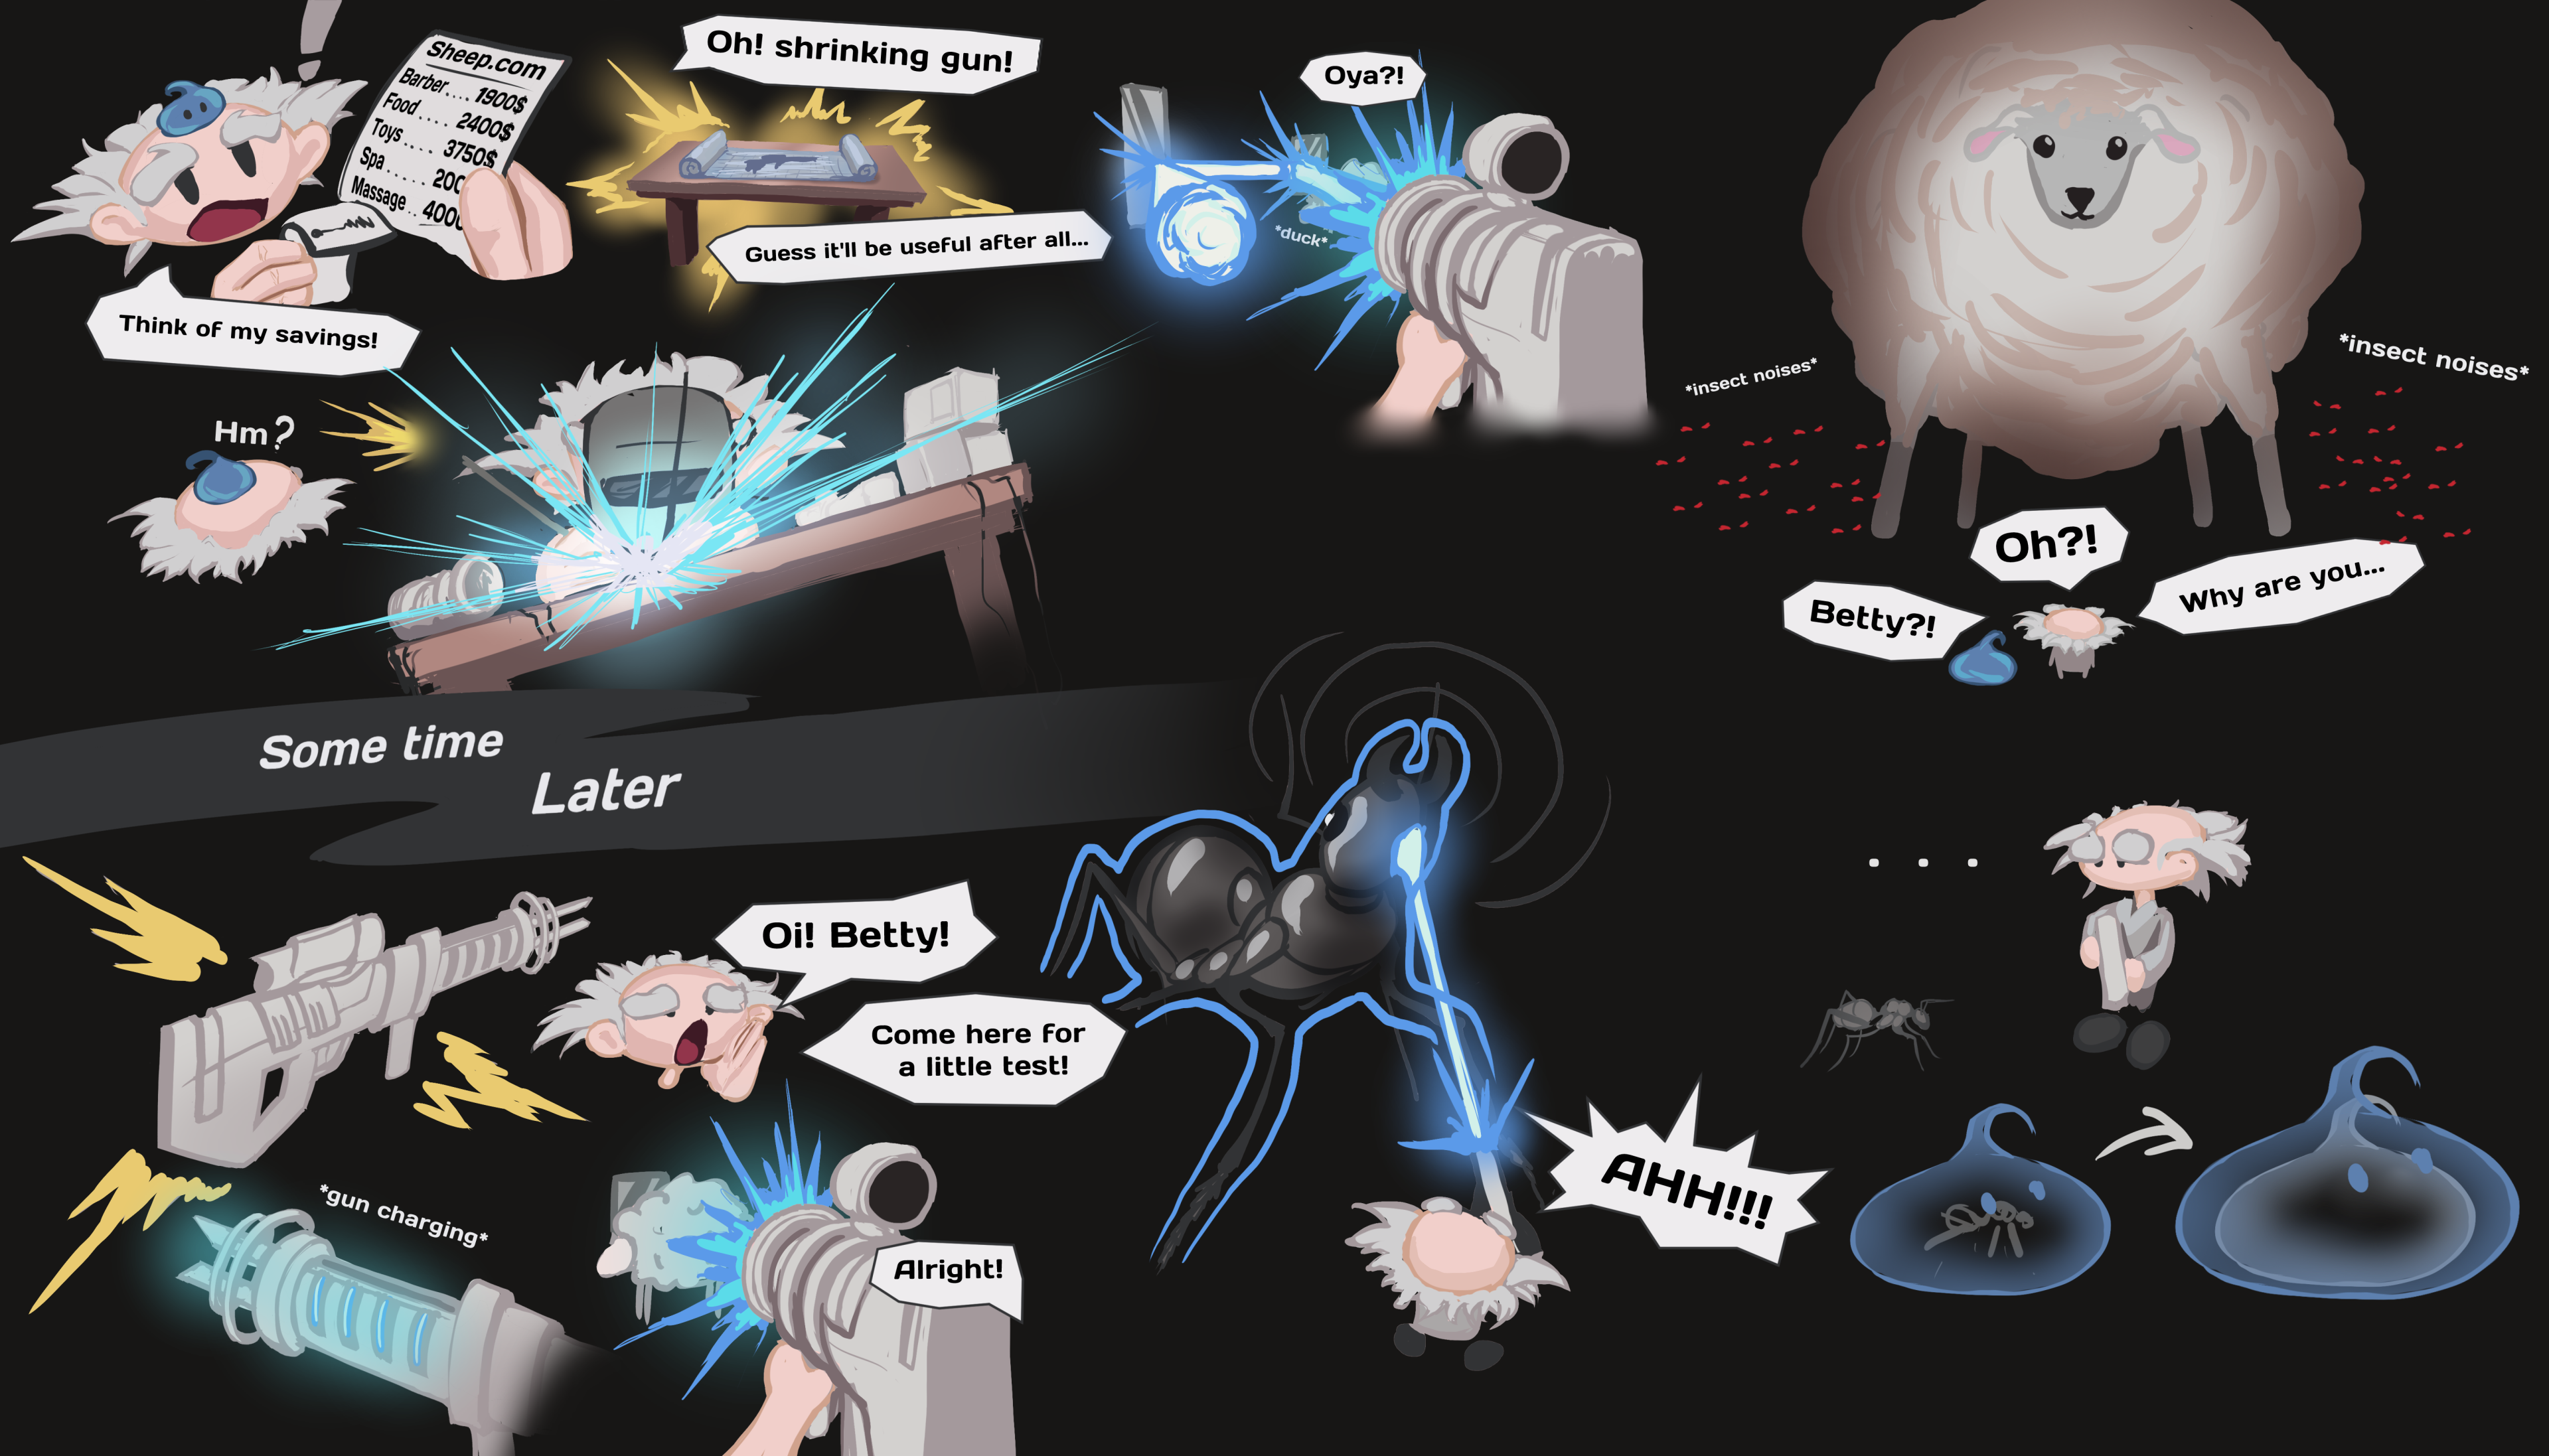 Sheep.com
Barber.... 1900$
Food ..... 2400$
Toys .... 3750$
Spa ..... 200
Massage .. 4000
Think of my savings!
Oh! shrinking gun!
Guess it'll be useful after all...
Hm?
Some time
Later
Oi! Betty!
Come here for
a little test!
*gun charging*
Alright!
Oya?!
*duck*
*insect noises*
*insect noises*
Oh?!
Betty?!
Why are you...
AHH!!!
. . .